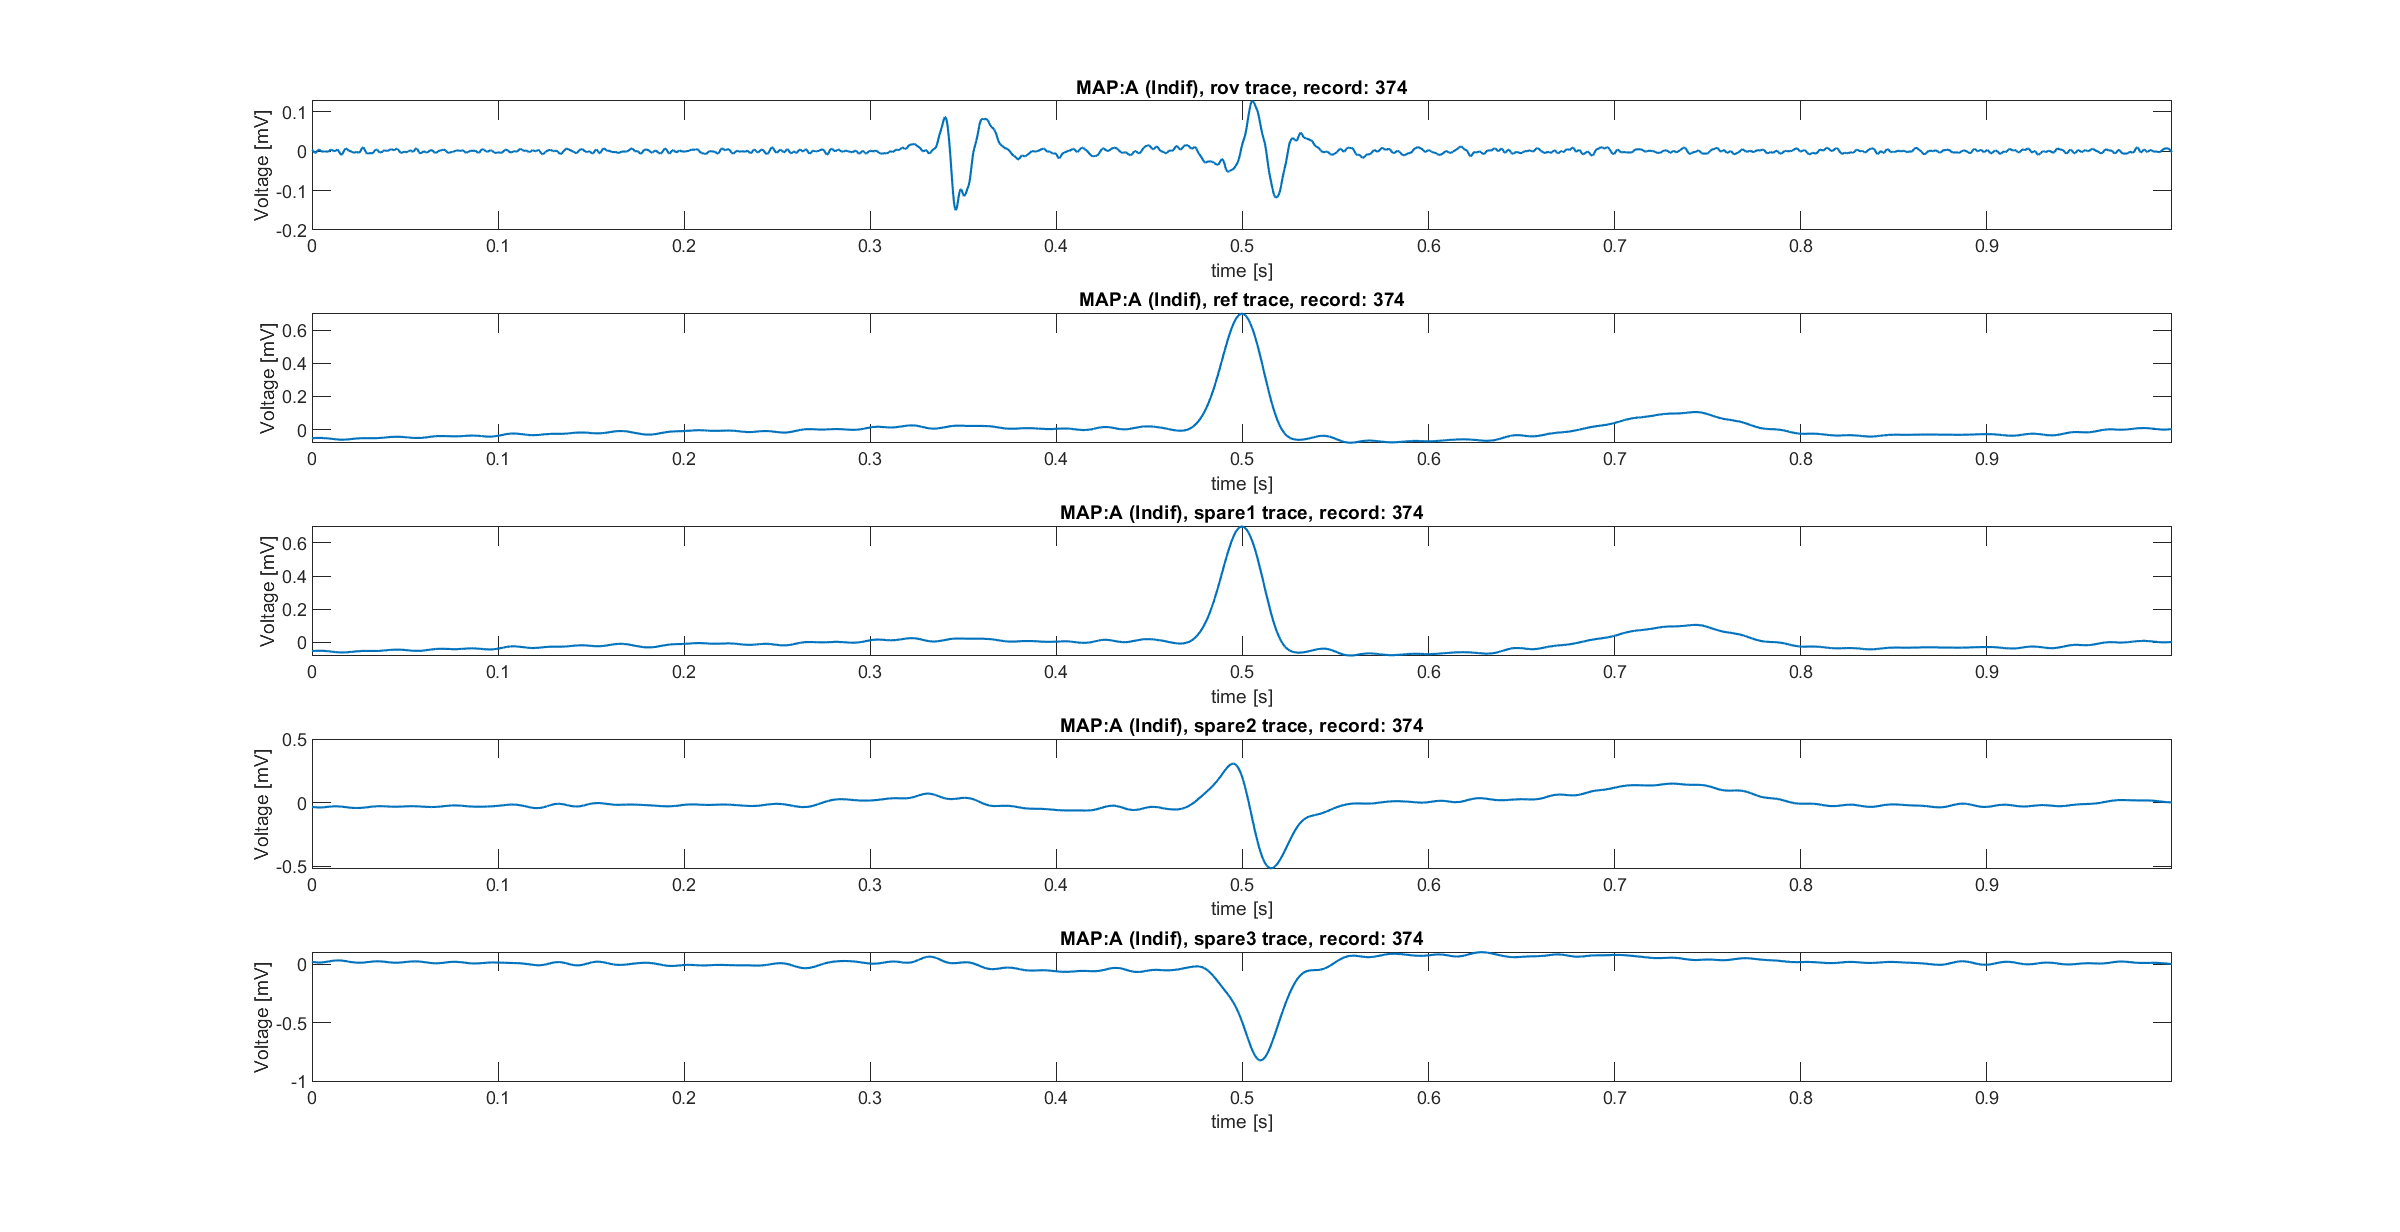 MAP:A (Indif), rov trace, record: 374
Voltage [mV]
0.1
0
-0.1
-0.2
0 0.1 0.2 0.3 0.4 0.5 0.6 0.7 0.8 0.9
time [s]
MAP:A (Indif), ref trace, record: 374
Voltage [mV]
0.6
0.4
0.2
0
0 0.1 0.2 0.3 0.4 0.5 0.6 0.7 0.8 0.9
time [s]
MAP:A (Indif), spare1 trace, record: 374
Voltage [mV]
0.6
0.4
0.2
0
0 0.1 0.2 0.3 0.4 0.5 0.6 0.7 0.8 0.9
time [s]
MAP:A (Indif), spare2 trace, record: 374
Voltage [mV]
0.5
0
-0.5
0 0.1 0.2 0.3 0.4 0.5 0.6 0.7 0.8 0.9
time [s]
MAP:A (Indif), spare3 trace, record: 374
Voltage [mV]
0
-0.5
-1
0 0.1 0.2 0.3 0.4 0.5 0.6 0.7 0.8 0.9
time [s]